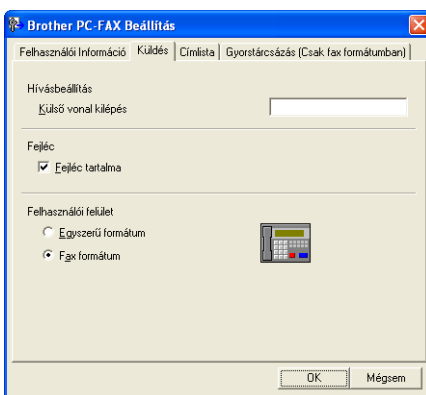 Brother PC-FAX Beállítás
Felhasználói Információ Küldés Címlista Gyorstárcsázás (Csak fax formátumban)
Hívásbeállítás
Külső vonal kilépés
Fejléc
Fejléc tartalma
Felhasználói felület
Egyszerű formátum
Fax formátum
OK Mégsem